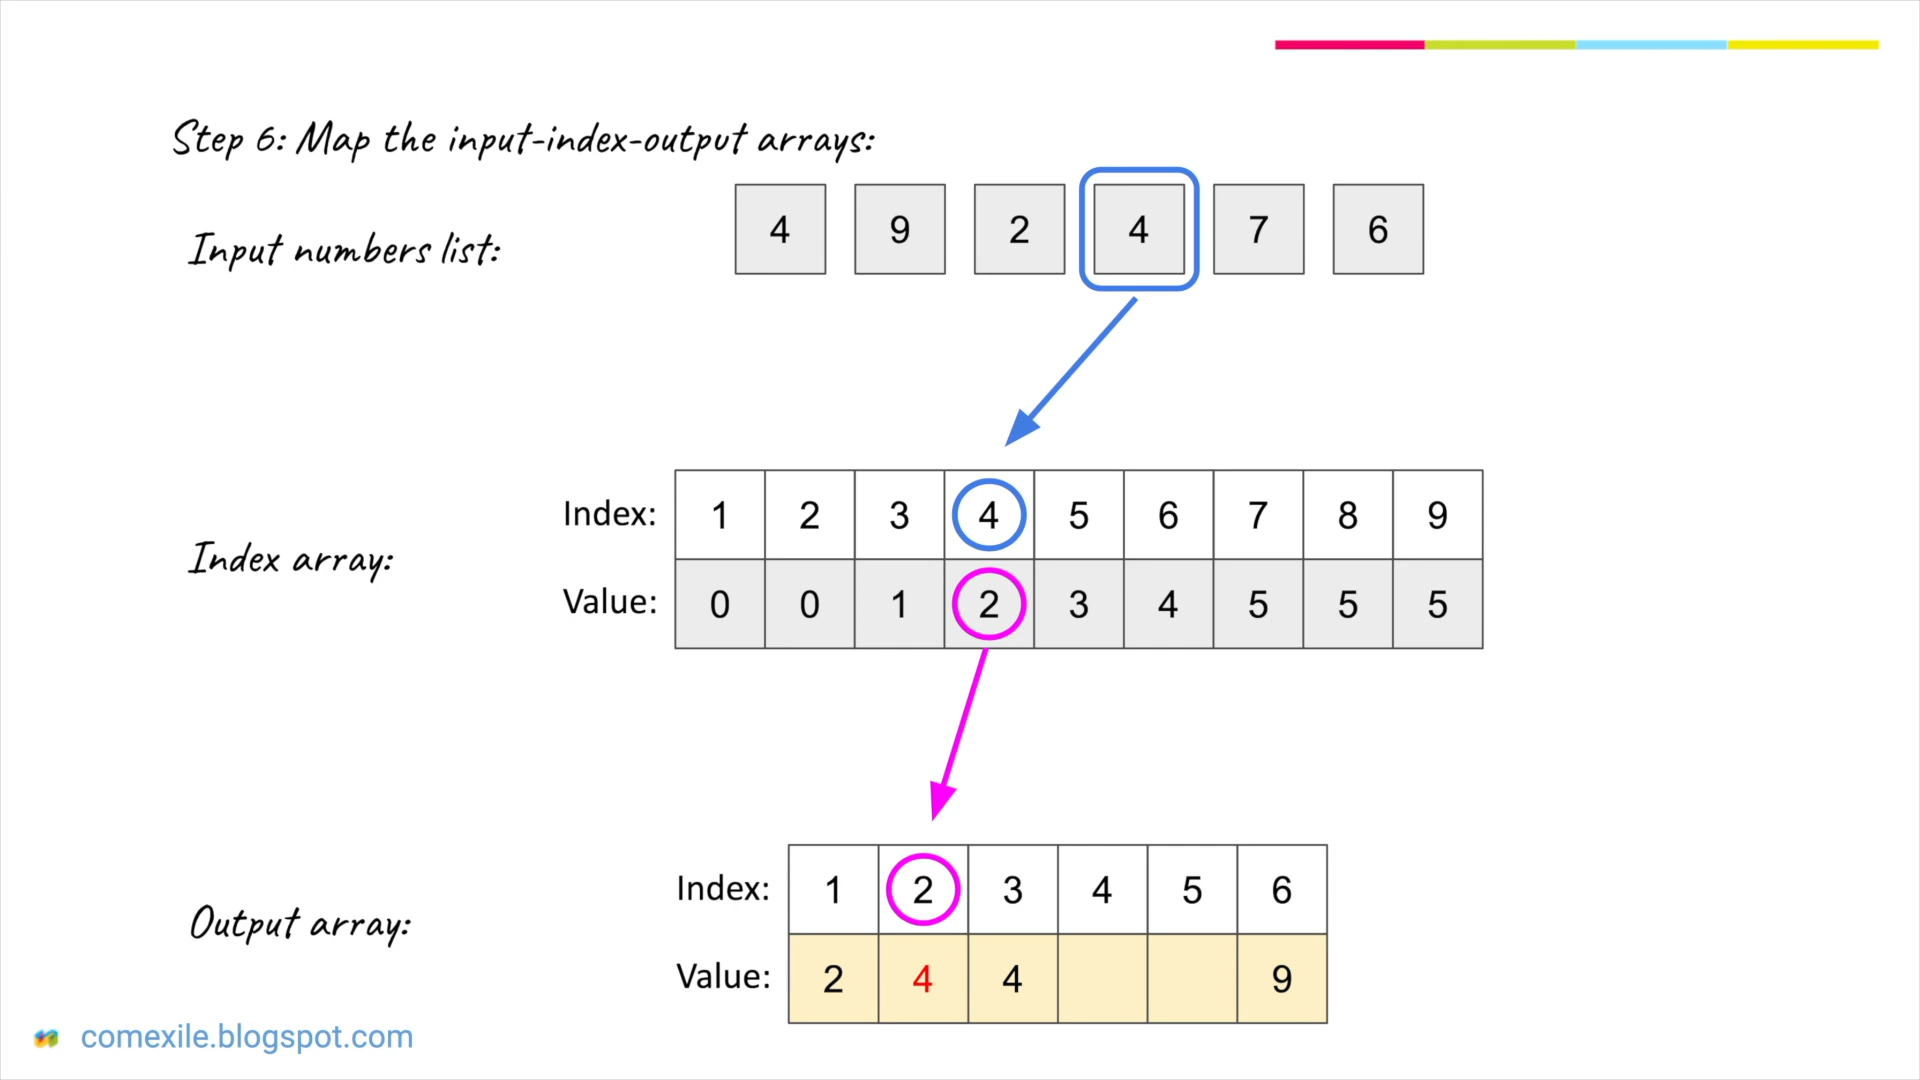 Step 6: Map the input-index-output arrays:
Input numbers list:
4 9 2 4 7 6
Index array:
Index: 1 2 3 4 5 6 7 8 9
Value: 0 0 1 2 3 4 5 5 5
Output array:
Index: 1 2 3 4 5 6
Value: 2 4 4 9
comexile.blogspot.com